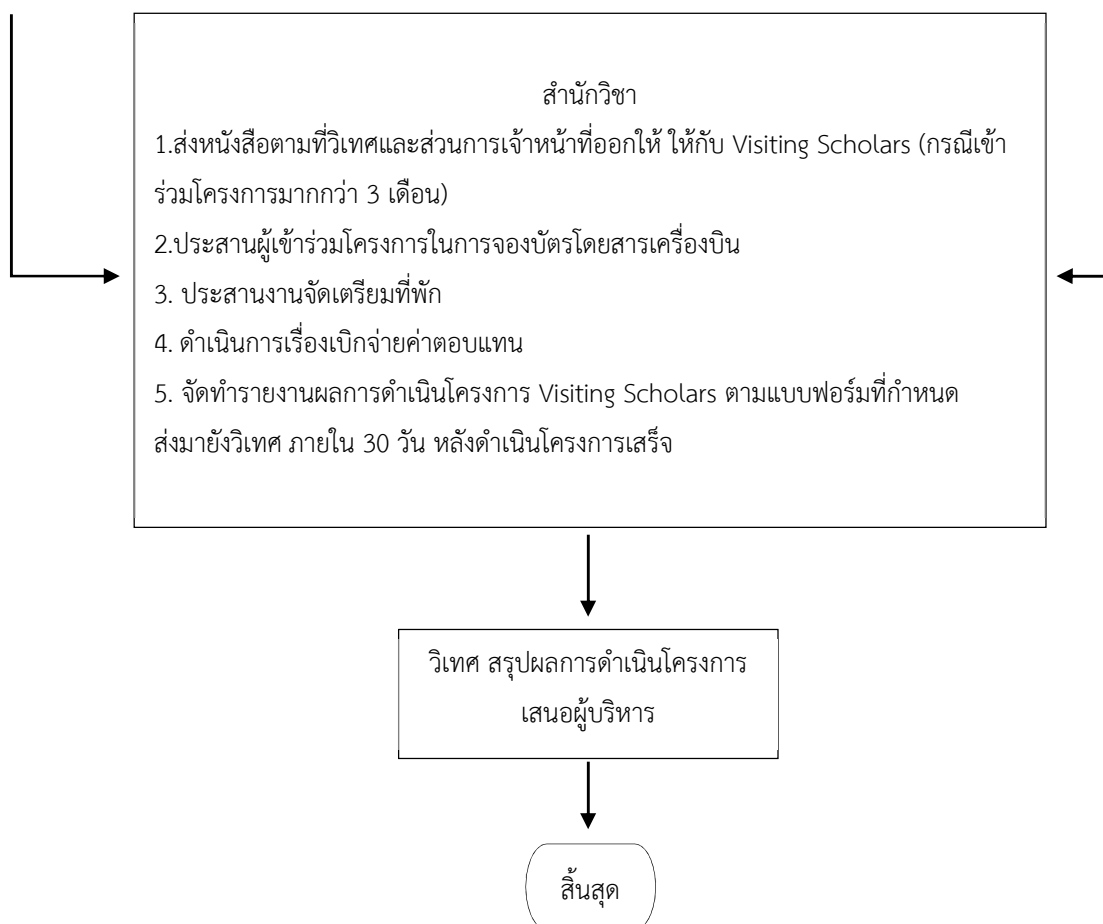 สำนักวิชา
1.ส่งหนังสือตามที่วิเทศและส่วนการเจ้าหน้าที่ออกให้ ให้กับ Visiting Scholars (กรณีเข้า
ร่วมโครงการมากกว่า 3 เดือน)
2.ประสานผู้เข้าร่วมโครงการในการจองบัตรโดยสารเครื่องบิน
3. ประสานงานจัดเตรียมที่พัก
4. ดำเนินการเรื่องเบิกจ่ายค่าตอบแทน
5. จัดทำรายงานผลการดำเนินโครงการ Visiting Scholars ตามแบบฟอร์มที่กำหนด
ส่งมายังวิเทศ ภายใน 30 วัน หลังดำเนินโครงการเสร็จ
วิเทศ สรุปผลการดำเนินโครงการ
เสนอผู้บริหาร
สิ้นสุด